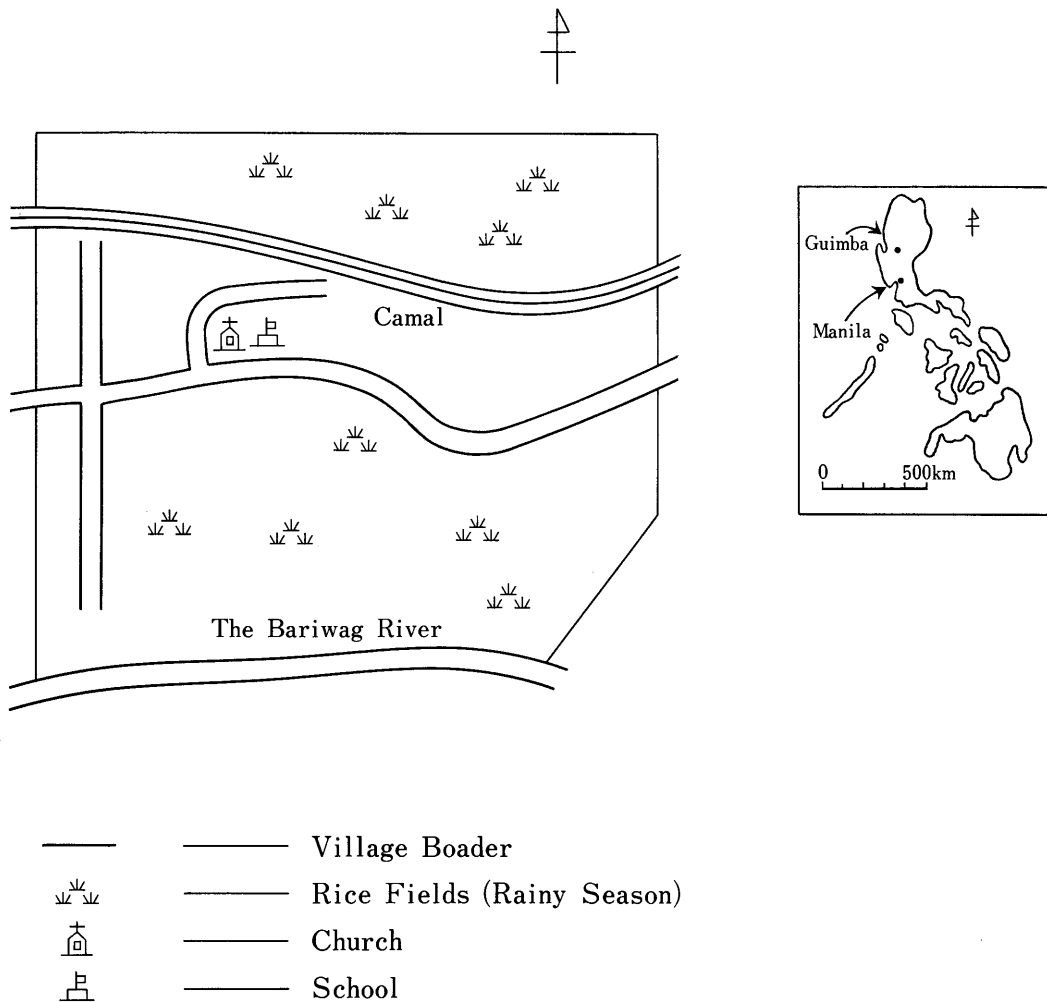 Guimba
Camal
Manila
0 500km
The Bariwag River
Village Boader
Rice Fields (Rainy Season)
Church
School